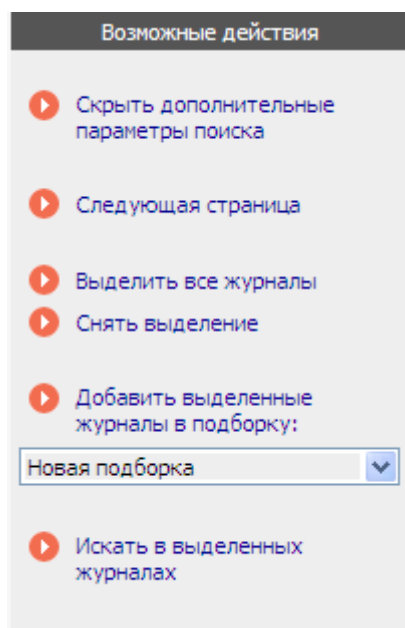 Возможные действия
Скрыть дополнительные
параметры поиска
Следующая страница
Выделить все журналы
Снять выделение
Добавить выделенные
журналы в подборку:
Новая подборка
Искать в выделенных
журналах